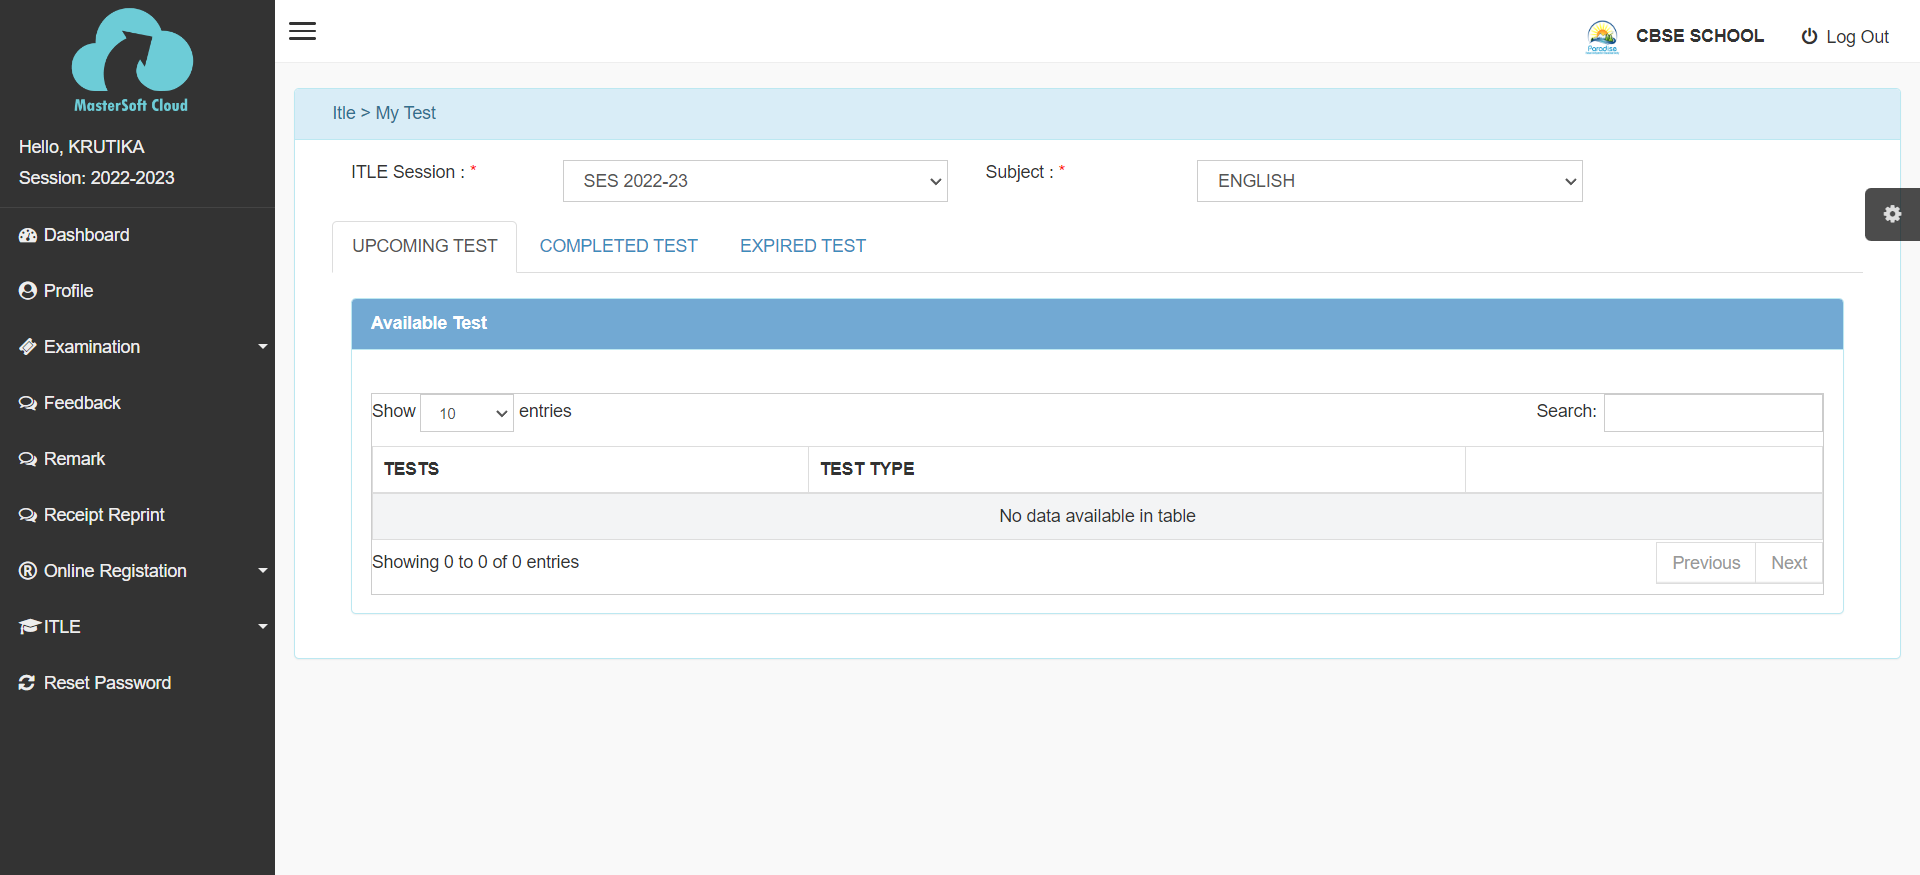 MasterSoft Cloud
Hello, KRUTIKA
Session: 2022-2023
Dashboard
Profile
Examination
Feedback
Remark
Receipt Reprint
Online Registation
ITLE
Reset Password
Paradise
CBSE SCHOOL
Log Out
Itle > My Test
ITLE Session : *
SES 2022-23
Subject : *
ENGLISH
UPCOMING TEST
COMPLETED TEST
EXPIRED TEST
Available Test
Show 10 entries
Search:
TESTS
TEST TYPE
No data available in table
Showing 0 to 0 of 0 entries
Previous
Next